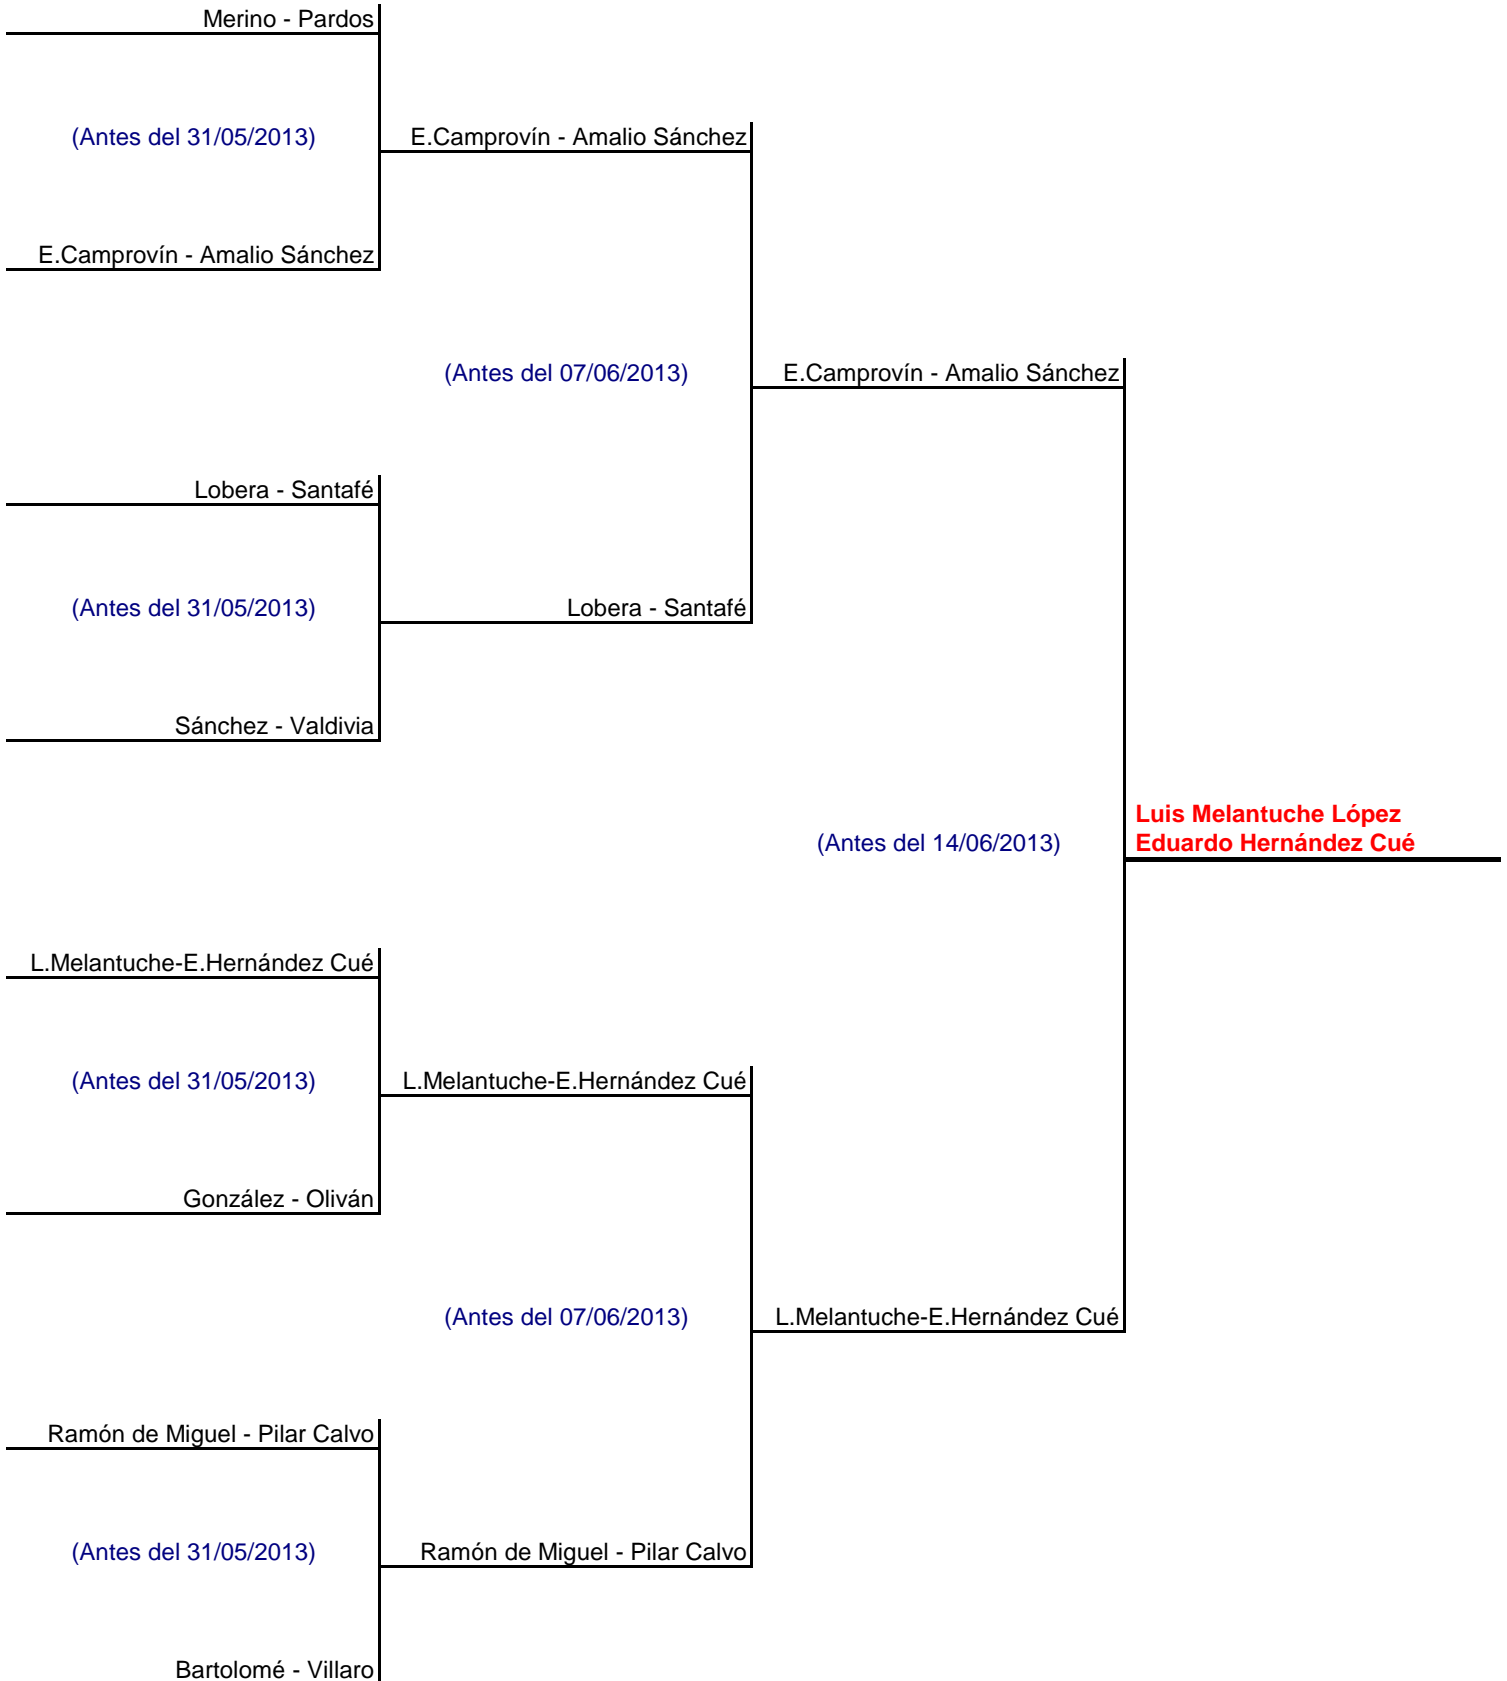 Merino - Pardos
(Antes del 31/05/2013)
E.Camprovín - Amalio Sánchez
E.Camprovín - Amalio Sánchez
(Antes del 07/06/2013)
E.Camprovín - Amalio Sánchez
Lobera - Santafé
(Antes del 31/05/2013)
Lobera - Santafé
Sánchez - Valdivia
Luis Melantuche López
(Antes del 14/06/2013)
Eduardo Hernández Cué
L.Melantuche-E.Hernández Cué
(Antes del 31/05/2013)
L.Melantuche-E.Hernández Cué
González - Oliván
(Antes del 07/06/2013)
L.Melantuche-E.Hernández Cué
Ramón de Miguel - Pilar Calvo
(Antes del 31/05/2013)
Ramón de Miguel - Pilar Calvo
Bartolomé - Villaro